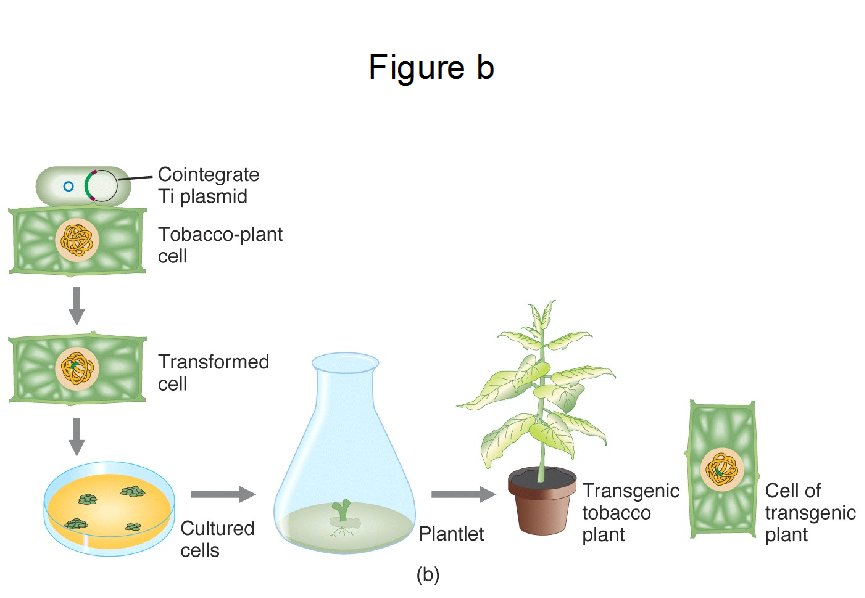 Figure b
Cointegrate
Ti plasmid
Tobacco-plant
cell
Transformed
cell
Cultured
cells
Plantlet
Transgenic
tobacco
plant
Cell of
transgenic
plant
(b)